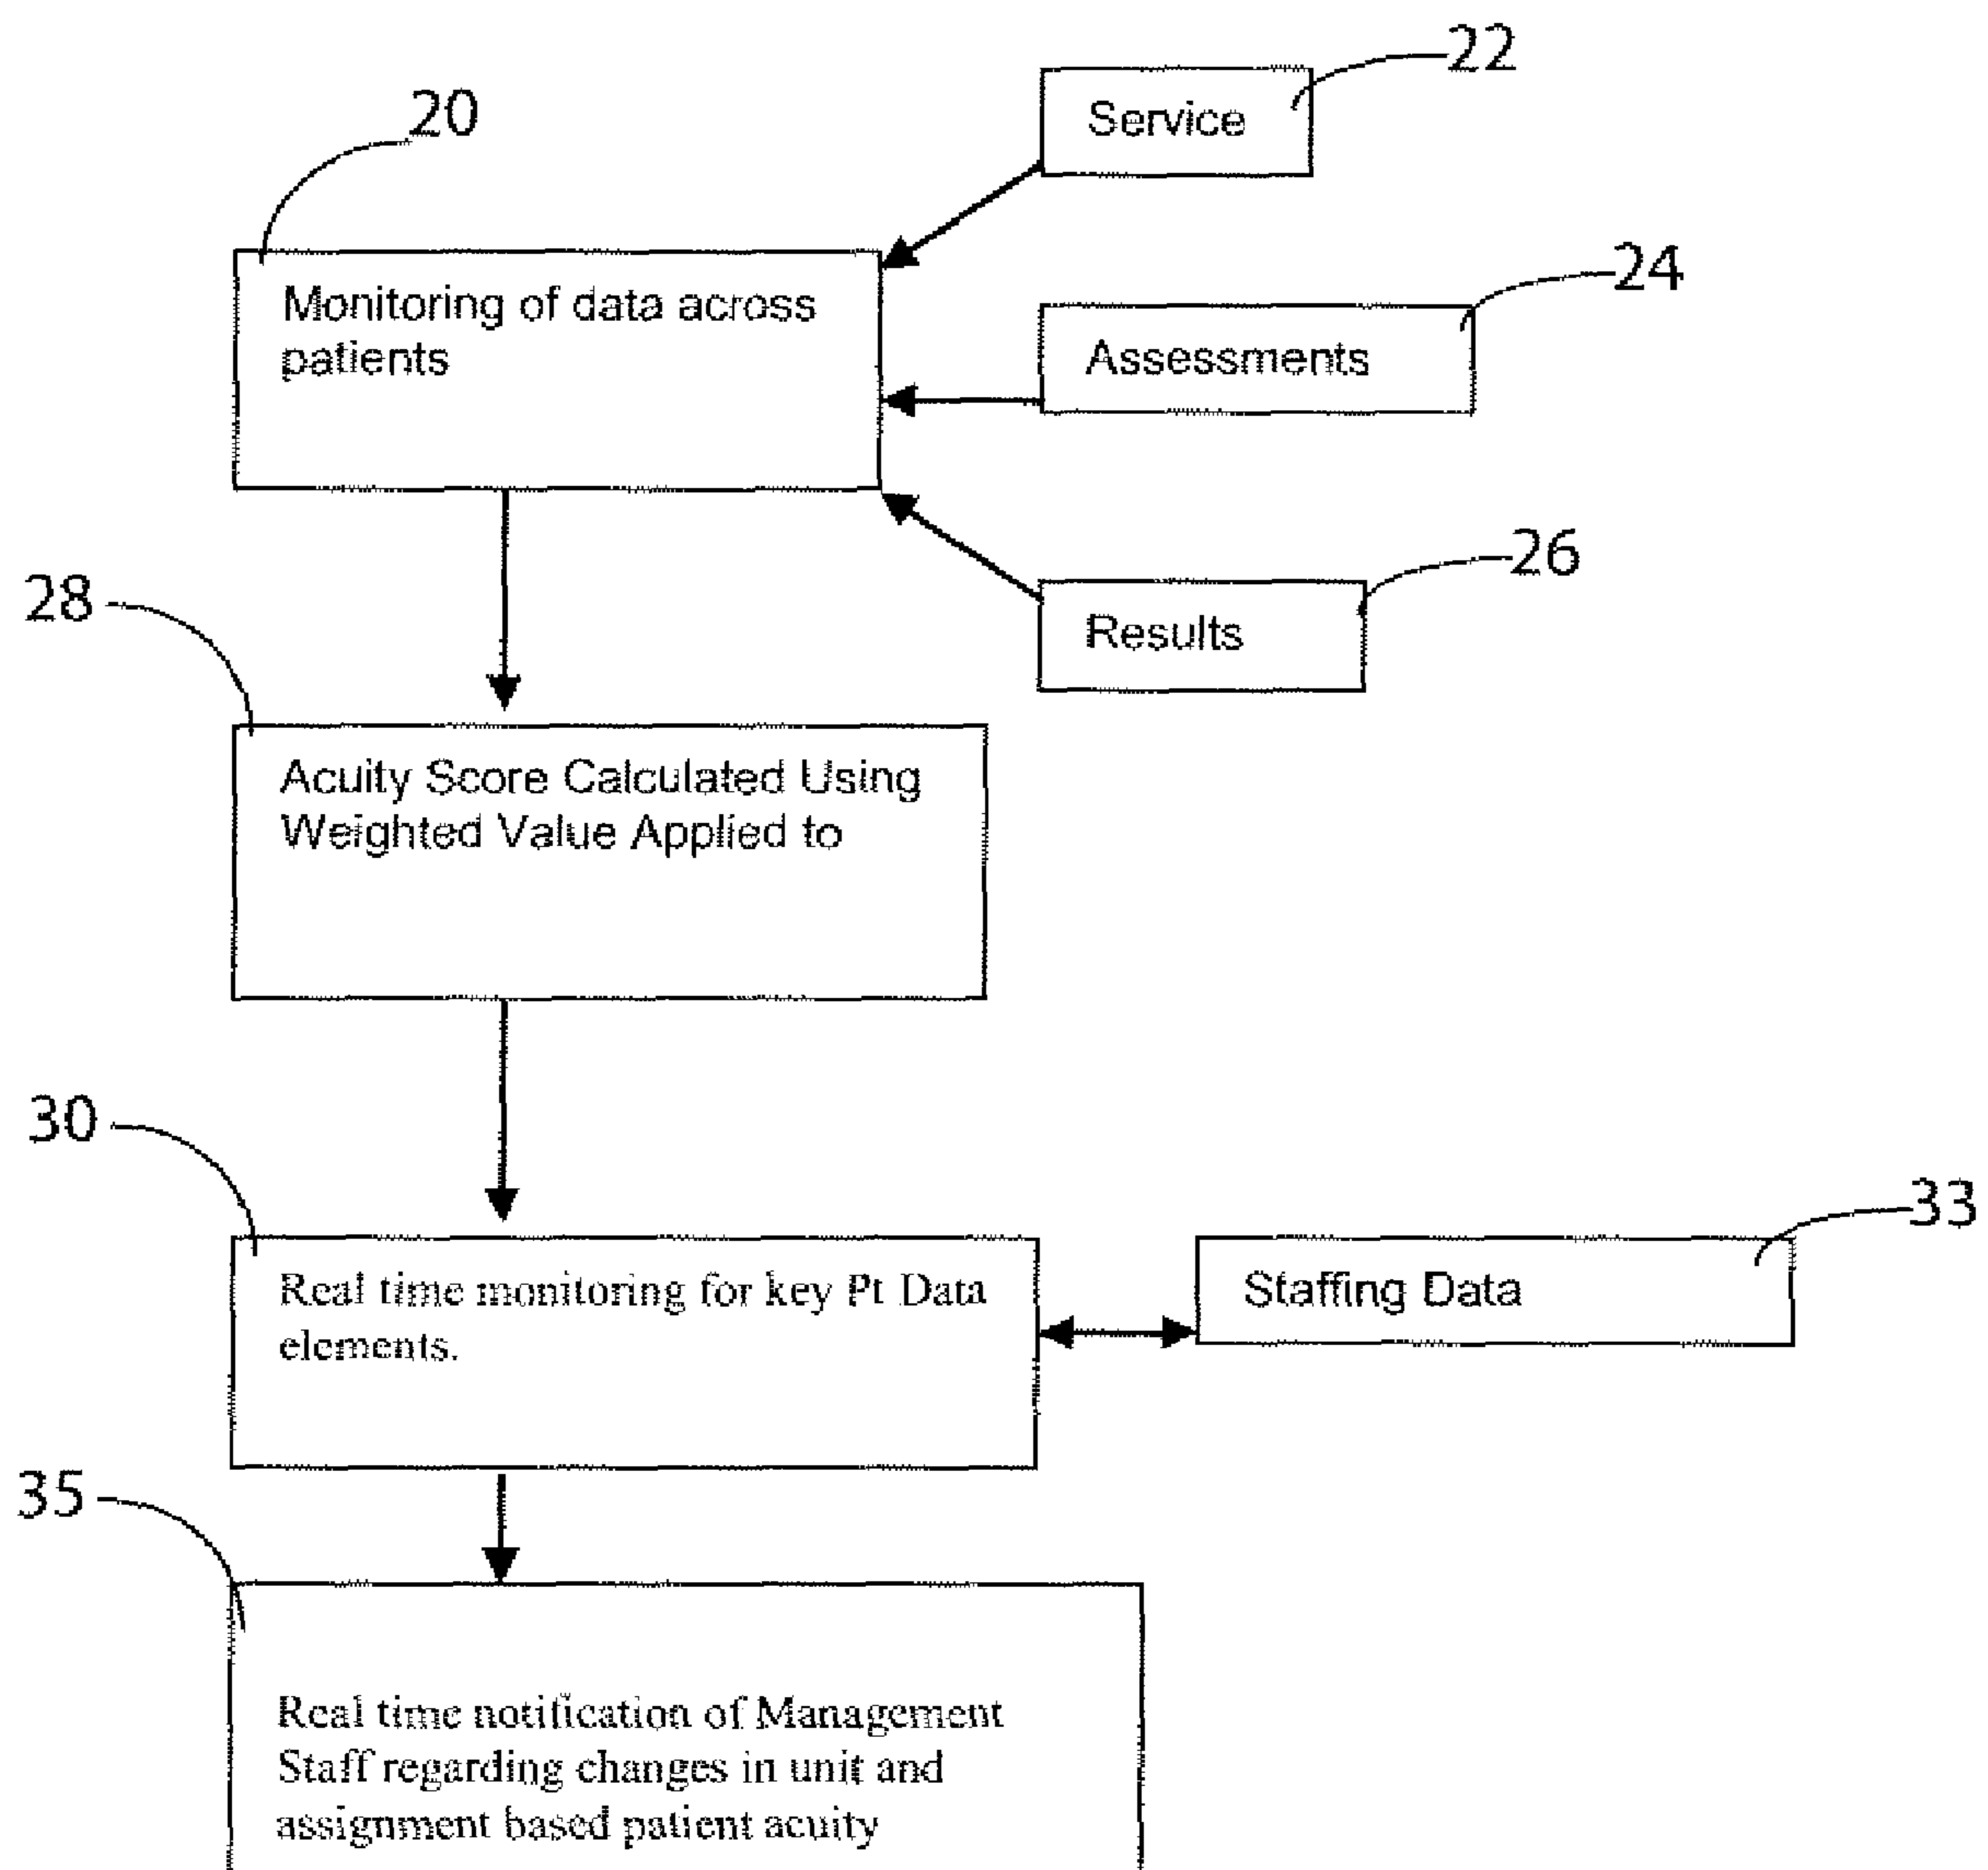 22
Service
20
24
Monitoring of data across
patients
Assessments
26
Results
28
Acuity Score Calculated Using
Weighted Value Applied to
30
33
Real time monitoring for key Pt Data
elements.
Staffing Data
35
Real time notification of Management
Staff regarding changes in unit and
assignment based patient acuity